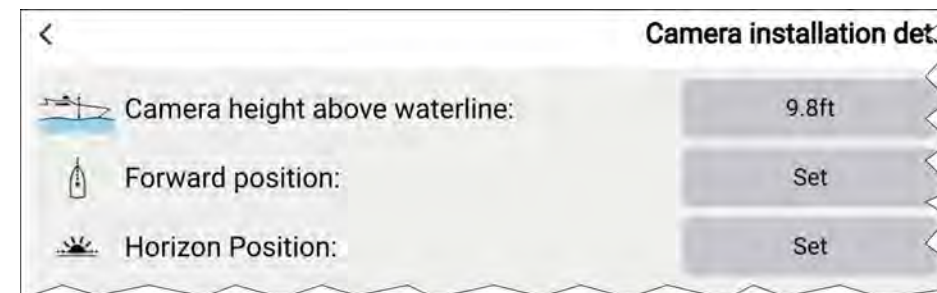 Camera installation det.
Camera height above waterline: 9.8ft
Forward position: Set
Horizon Position: Set